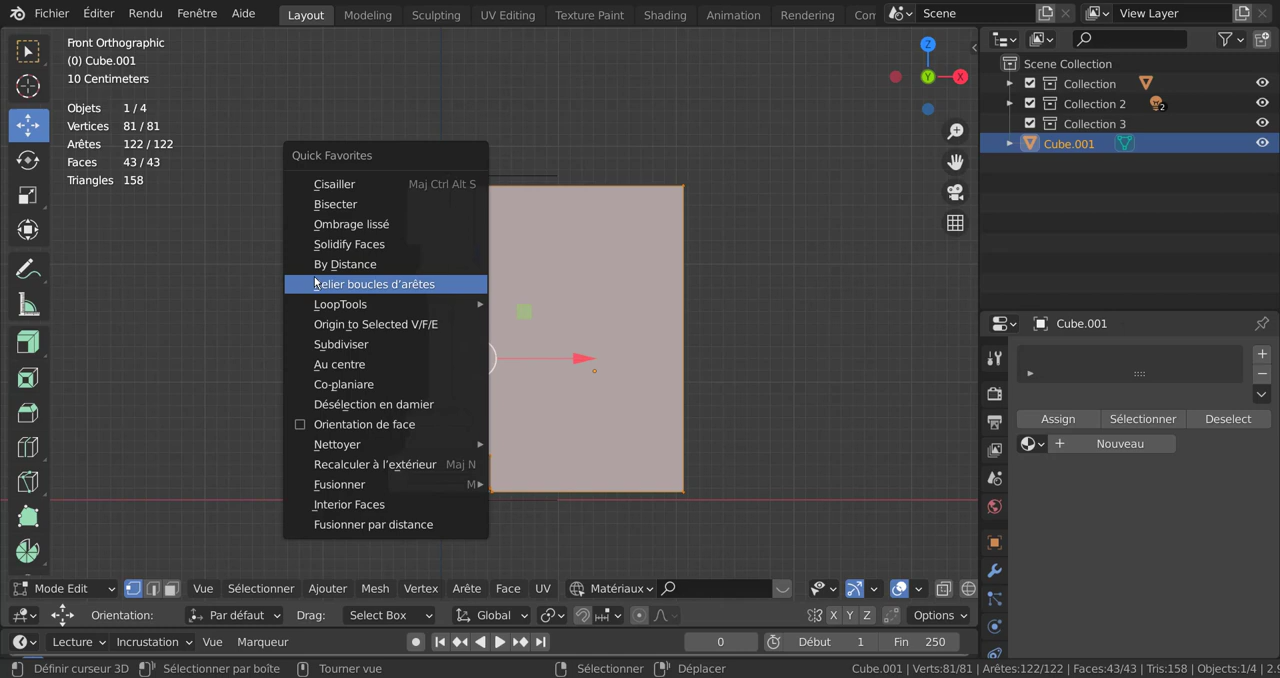 Fichier Éditer Rendu Fenêtre Aide Layout Modeling Sculpting UV Editing Texture Paint Shading Animation Rendering Scene View Layer
Front Orthographic
(0) Cube.001
10 Centimeters
Objets 1 / 4
Vertices 81 / 81
Arêtes 122 / 122
Faces 43 / 43
Triangles 158
Z
Y
X
Quick Favorites
Cisailler Maj Ctrl Alt S
Bisecter
Ombrage lissé
Solidify Faces
By Distance
Relier boucles d'arêtes
LoopTools
Origin to Selected V/F/E
Subdiviser
Au centre
Co-planiare
Désélection en damier
Orientation de face
Nettoyer
Recalculer à l'extérieur Maj N
Fusionner M
Interior Faces
Fusionner par distance
Scene Collection
Collection
Collection 2 2
Collection 3
Cube.001
Cube.001
Assign Sélectionner Deselect
Nouveau
Mode Edit Vue Sélectionner Ajouter Mesh Vertex Arête Face UV Matériaux
Orientation: Par défaut Drag: Select Box Global X Y Z Options
Lecture Incrustation Vue Marqueur 0 Début 1 Fin 250
Définir curseur 3D Sélectionner par boîte Tourner vue Sélectionner Déplacer Cube.001 | Verts:81/81 | Arêtes:122/122 | Faces:43/43 | Tris:158 | Objects:1/4 |